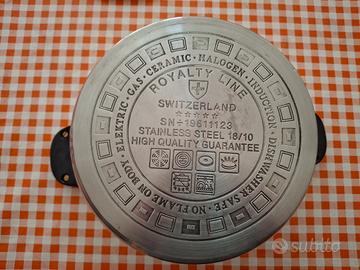 ELEKTRIC · GAS · CERAMIC · HALOGEN · INDUCTION · DISHWASHER SAFE · NO FLAME ON BODY ·
ROYALTY LINE
SWITZERLAND
★★★★★
SN÷19611123
STAINLESS STEEL 18/10
HIGH QUALITY GUARANTEE
subito